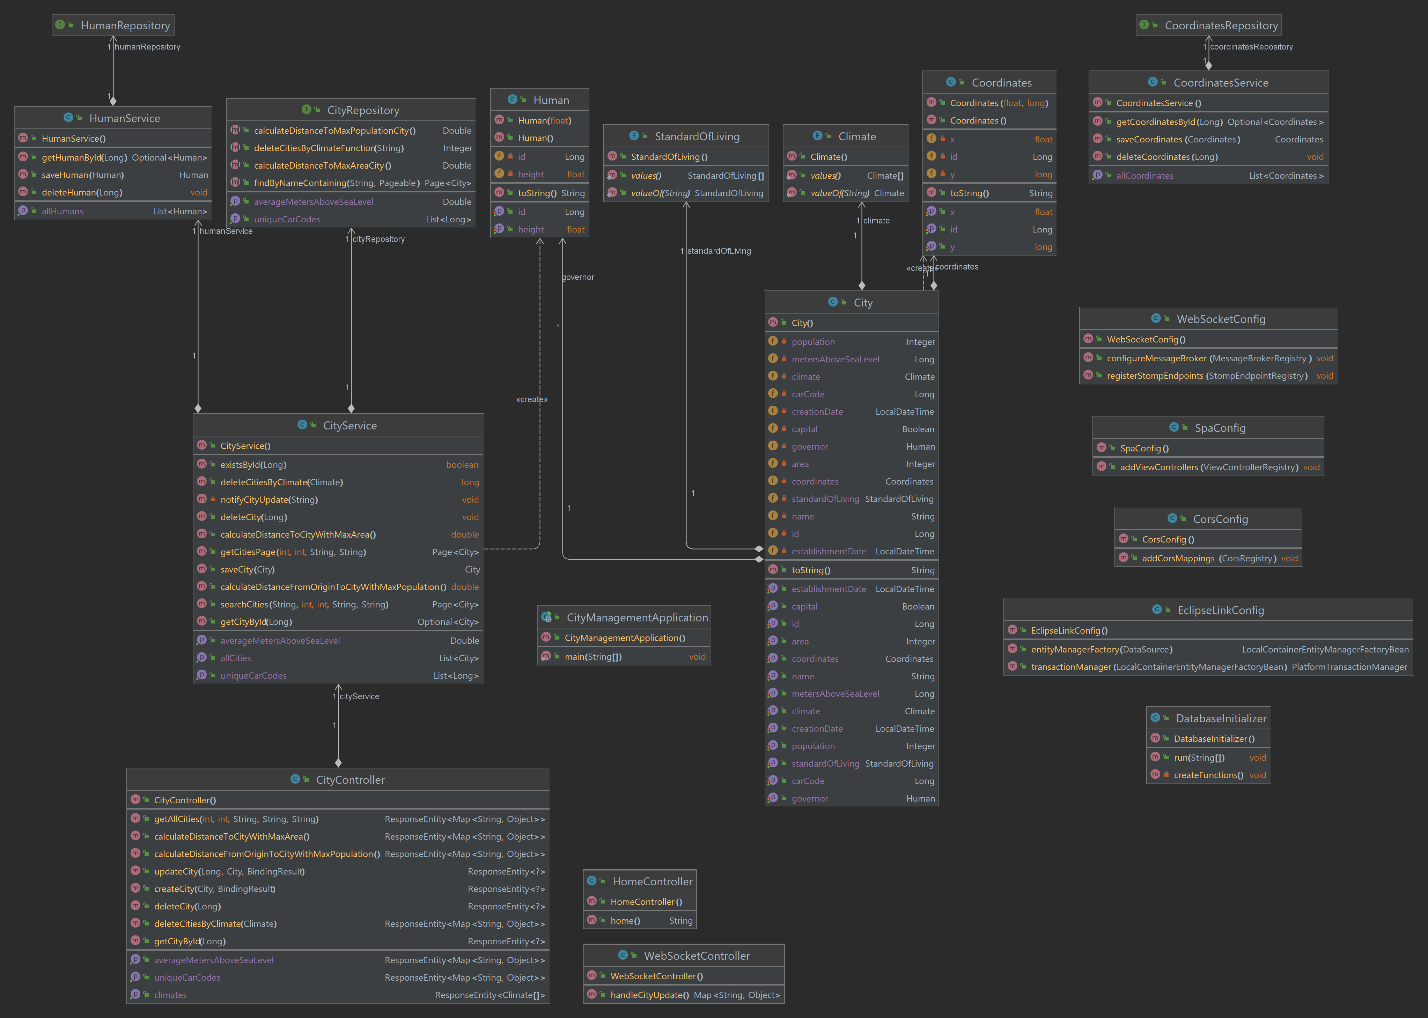 HumanRepository
1 humanRepository
1
HumanService
HumanService()
getHumanById(Long) Optional<Human>
saveHuman(Human) Human
deleteHuman(Long) void
allHumans List<Human>
1 humanService
1
CityRepository
calculateDistanceToMaxPopulationCity() Double
deleteCitiesByClimateFunction(String) Integer
calculateDistanceToMaxAreaCity() Double
findByNameContaining(String, Pageable) Page<City>
averageMetersAboveSeaLevel Double
uniqueCarCodes List<Long>
1 cityRepository
1
Human
Human(float)
Human()
id Long
height float
toString() String
id Long
height float
governor
1
«create»
1
StandardOfLiving
StandardOfLiving()
values() StandardOfLiving[]
valueOf(String) StandardOfLiving
1 standardOfLiving
1
Climate
Climate()
values() Climate[]
valueOf(String) Climate
1 climate
1
Coordinates
Coordinates(float, long)
Coordinates()
x float
id Long
y long
toString() String
x float
id Long
y long
«create»
1 coordinates
1
CoordinatesRepository
1 coordinatesRepository
1
CoordinatesService
CoordinatesService()
getCoordinatesById(Long) Optional<Coordinates>
saveCoordinates(Coordinates) Coordinates
deleteCoordinates(Long) void
allCoordinates List<Coordinates>
City
City()
population Integer
metersAboveSeaLevel Long
climate Climate
carCode Long
creationDate LocalDateTime
capital Boolean
governor Human
area Integer
coordinates Coordinates
standardOfLiving StandardOfLiving
name String
id Long
establishmentDate LocalDateTime
toString() String
establishmentDate LocalDateTime
capital Boolean
id Long
area Integer
coordinates Coordinates
name String
metersAboveSeaLevel Long
climate Climate
creationDate LocalDateTime
population Integer
standardOfLiving StandardOfLiving
carCode Long
governor Human
WebSocketConfig
WebSocketConfig()
configureMessageBroker(MessageBrokerRegistry) void
registerStompEndpoints(StompEndpointRegistry) void
SpaConfig
SpaConfig()
addViewControllers(ViewControllerRegistry) void
CorsConfig
CorsConfig()
addCorsMappings(CorsRegistry) void
EclipseLinkConfig
EclipseLinkConfig()
entityManagerFactory(DataSource) LocalContainerEntityManagerFactoryBean
transactionManager(LocalContainerEntityManagerFactoryBean) PlatformTransactionManager
DatabaseInitializer
DatabaseInitializer()
run(String[]) void
createFunctions() void
CityService
CityService()
existsById(Long) boolean
deleteCitiesByClimate(Climate) long
notifyCityUpdate(String) void
deleteCity(Long) void
calculateDistanceToCityWithMaxArea() double
getCitiesPage(int, int, String, String) Page<City>
saveCity(City) City
calculateDistanceFromOriginToCityWithMaxPopulation() double
searchCities(String, int, int, String, String) Page<City>
getCityById(Long) Optional<City>
averageMetersAboveSeaLevel Double
allCities List<City>
uniqueCarCodes List<Long>
1 cityService
1
CityManagementApplication
CityManagementApplication()
main(String[]) void
CityController
CityController()
getAllCities(int, int, String, String, String) ResponseEntity<Map<String, Object>>
calculateDistanceToCityWithMaxArea() ResponseEntity<Map<String, Object>>
calculateDistanceFromOriginToCityWithMaxPopulation() ResponseEntity<Map<String, Object>>
updateCity(Long, City, BindingResult) ResponseEntity<?>
createCity(City, BindingResult) ResponseEntity<?>
deleteCity(Long) ResponseEntity<?>
deleteCitiesByClimate(Climate) ResponseEntity<Map<String, Object>>
getCityById(Long) ResponseEntity<?>
averageMetersAboveSeaLevel ResponseEntity<Map<String, Object>>
uniqueCarCodes ResponseEntity<Map<String, Object>>
climates ResponseEntity<Climate[]>
HomeController
HomeController()
home() String
WebSocketController
WebSocketController()
handleCityUpdate() Map<String, Object>